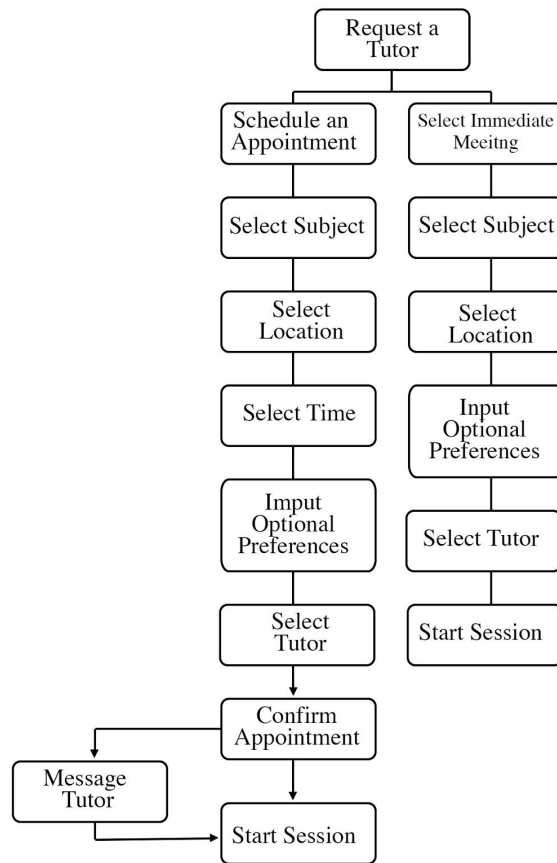 Request a
Tutor
Schedule an
Appointment
Select Immediate
Meeitng
Select Subject
Select Subject
Select
Location
Select
Location
Select Time
Input
Optional
Preferences
Imput
Optional
Preferences
Select Tutor
Select
Tutor
Start Session
Confirm
Appointment
Message
Tutor
Start Session